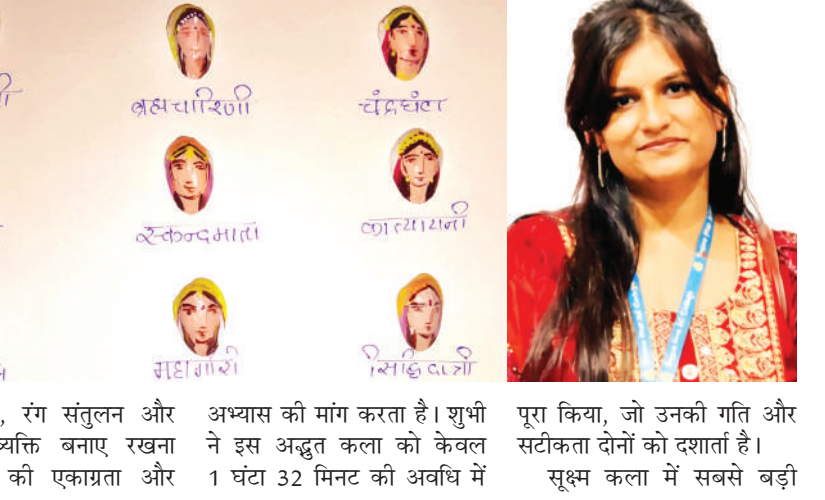 ब्रह्मचारिणी
चंद्रघंटा
स्कन्दमाता
कात्यायनी
महागौरी
सिद्धिदात्री
रंग संतुलन और
बनाए रखना
की एकाग्रता और
अभ्यास की मांग करता है। शुभी
ने इस अद्भुत कला को केवल
1 घंटा 32 मिनट की अवधि में
पूरा किया, जो उनकी गति और
सटीकता दोनों को दर्शाता है।
सूक्ष्म कला में सबसे बड़ी